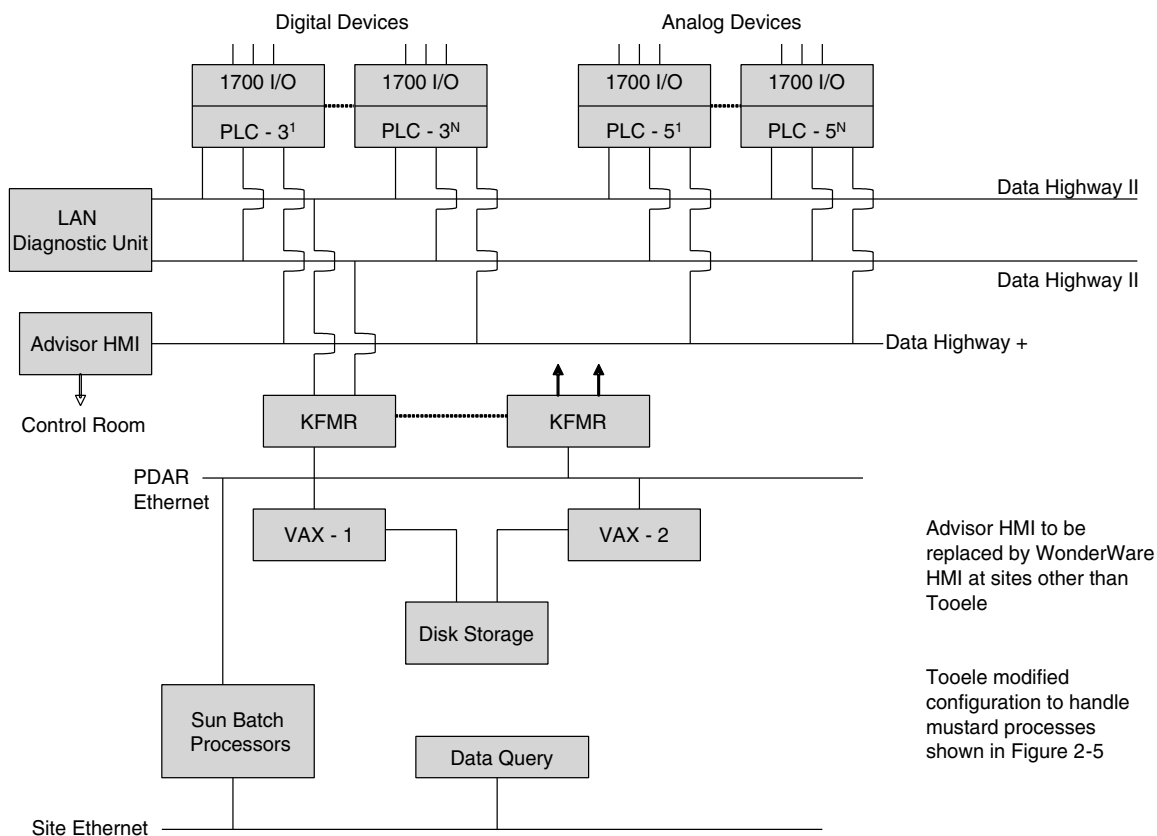 Digital Devices
Analog Devices
1700 I/O
1700 I/O
1700 I/O
1700 I/O
PLC - 3¹
PLC - 3ᴺ
PLC - 5¹
PLC - 5ᴺ
Data Highway II
LAN
Diagnostic Unit
Data Highway II
Advisor HMI
Data Highway +
Control Room
KFMR
KFMR
PDAR
Ethernet
VAX - 1
VAX - 2
Advisor HMI to be
replaced by WonderWare
HMI at sites other than
Tooele
Disk Storage
Tooele modified
configuration to handle
mustard processes
shown in Figure 2-5
Sun Batch
Processors
Data Query
Site Ethernet